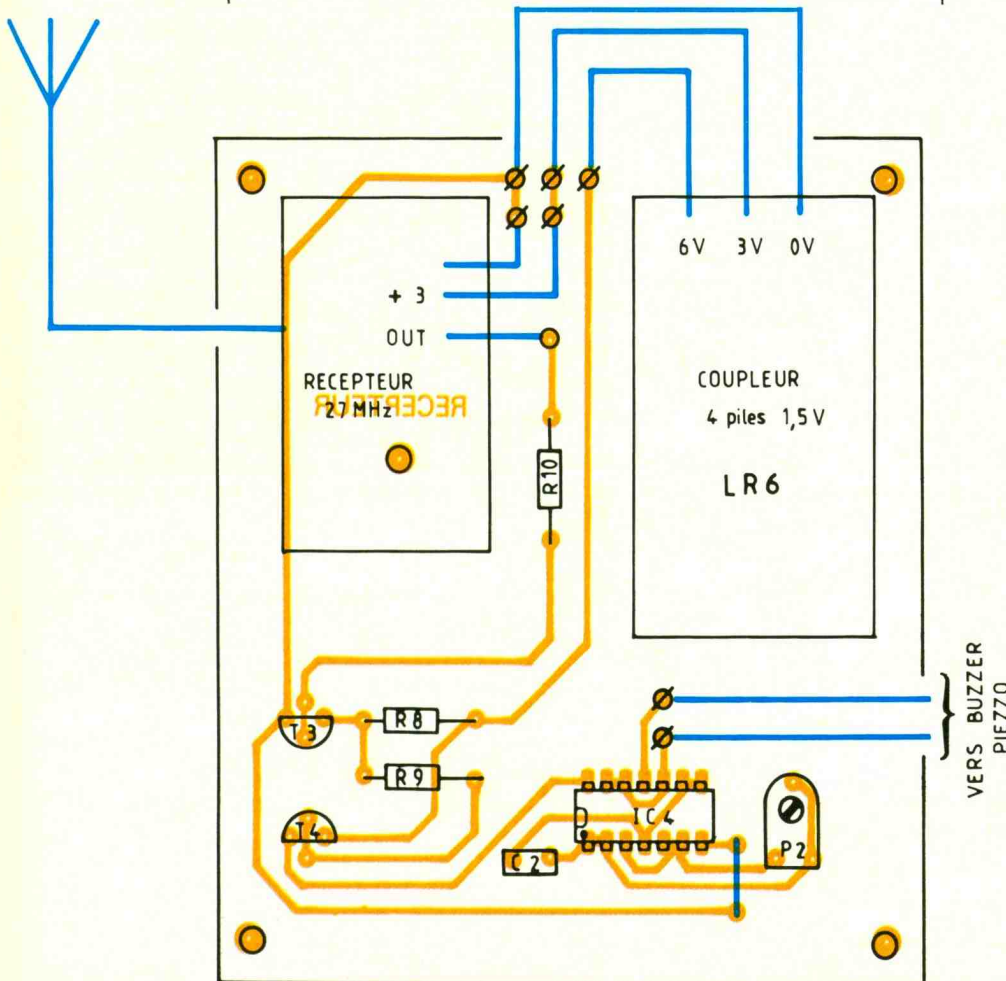 6V 3V 0V
+ 3
OUT
RECEPTEUR
27 MHz
RECEPTEUR
COUPLEUR
4 piles 1,5 V
LR6
R10
VERS BUZZER
PIEZZO
T3
R8
R9
T4
IC4
C2
P2